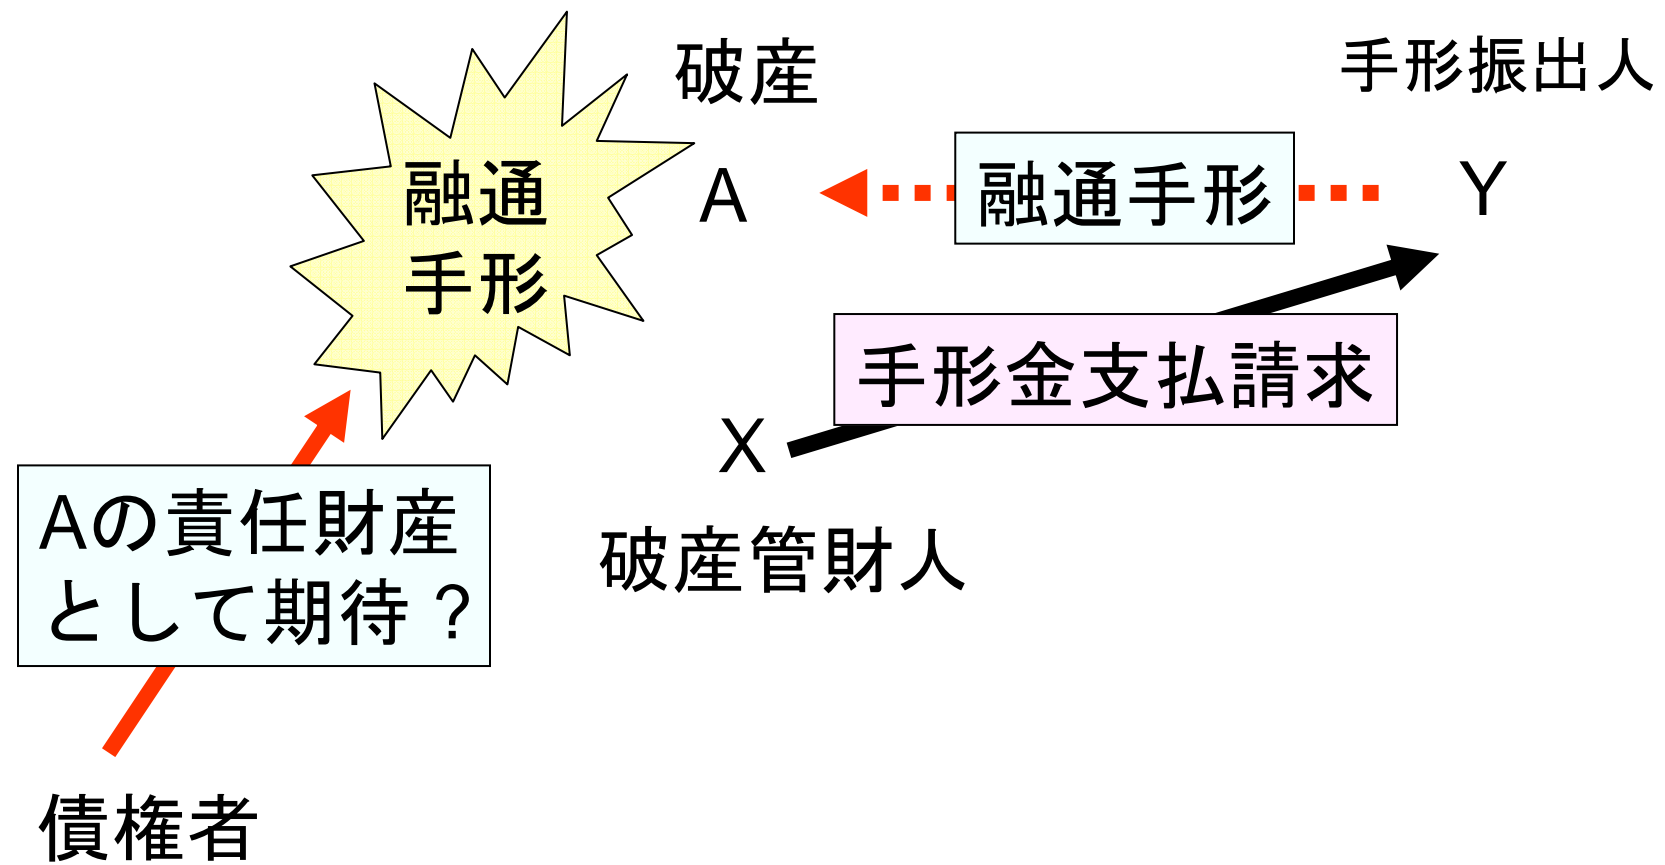 破産
手形振出人
融通
手形
A
融通手形
Y
手形金支払請求
X
Aの責任財産
として期待？
破産管財人
債権者